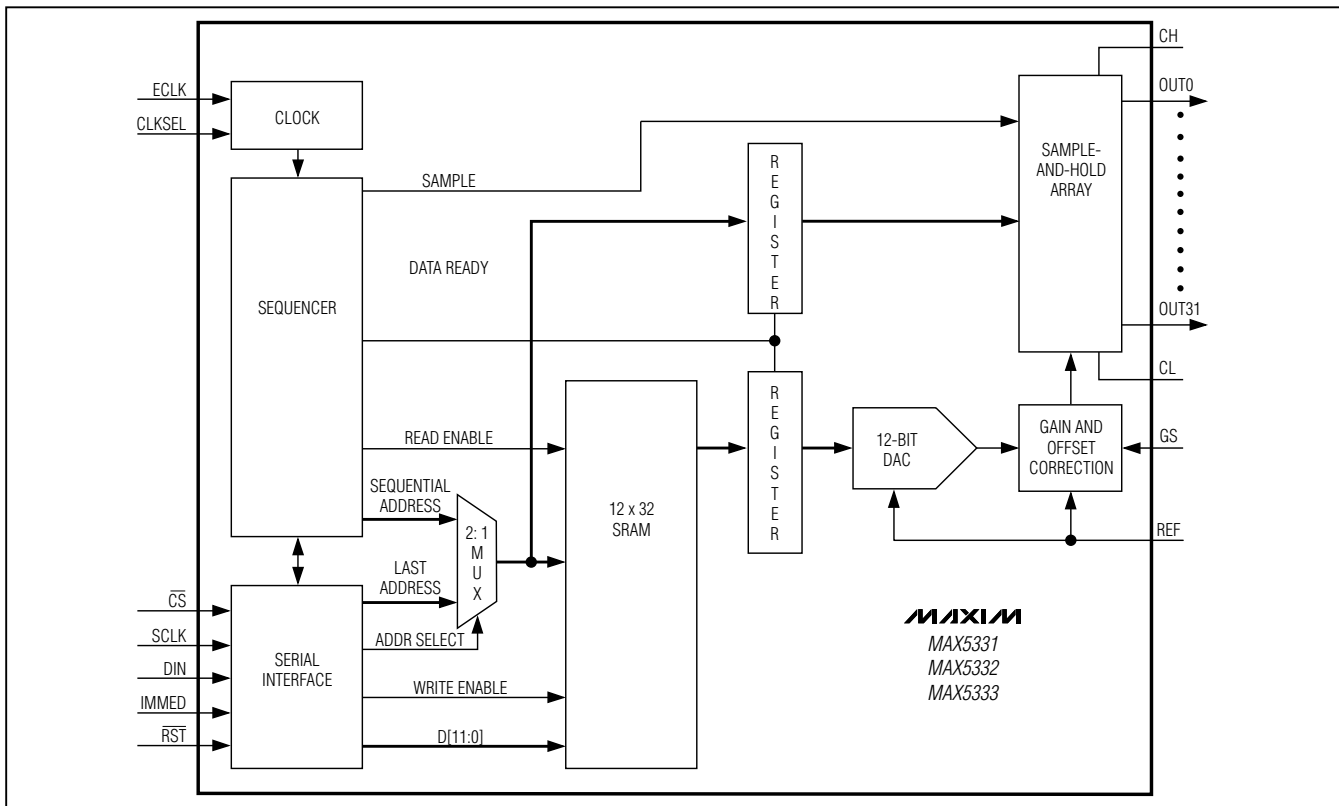 ECLK
CLKSEL
CLOCK
SEQUENCER
SAMPLE
DATA READY
READ ENABLE
SEQUENTIAL
ADDRESS
LAST
ADDRESS
ADDR SELECT
WRITE ENABLE
D[11:0]
2: 1
M
U
X
CS
SCLK
DIN
IMMED
RST
SERIAL
INTERFACE
12 x 32
SRAM
R
E
G
I
S
T
E
R
R
E
G
I
S
T
E
R
12-BIT
DAC
SAMPLE-
AND-HOLD
ARRAY
GAIN AND
OFFSET
CORRECTION
CH
OUT0
OUT31
CL
GS
REF
MAXIM
MAX5331
MAX5332
MAX5333